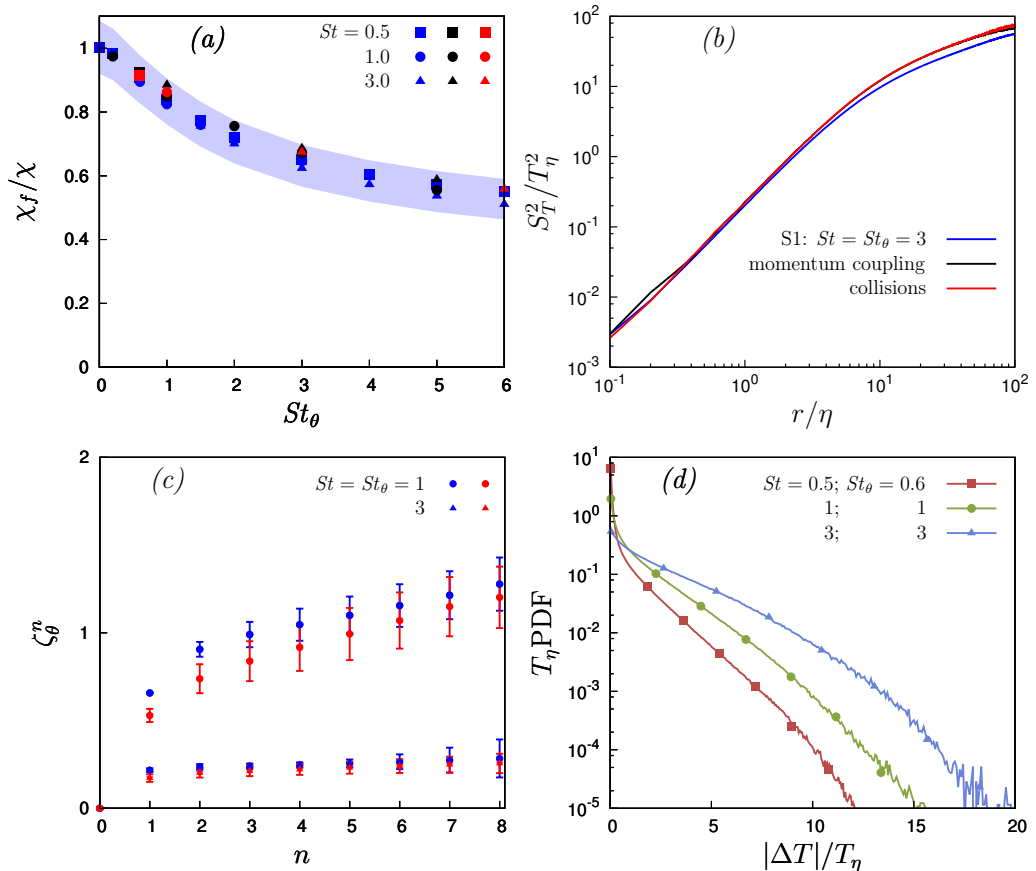 (a)
St = 0.5
1.0
3.0
1
0.8
0.6
0.4
0.2
0
χ_f/χ
0 1 2 3 4 5 6
St_θ
(b)
10^2
10^1
10^0
10^-1
10^-2
10^-3
S_T^2/T_η^2
S1: St = St_θ = 3
momentum coupling
collisions
10^-1 10^0 10^1 10^2
r/η
(c)
St = St_θ = 1
3
2
1
0
ζ_θ^n
0 1 2 3 4 5 6 7 8
n
(d)
St = 0.5; St_θ = 0.6
1; 1
3; 3
10^1
10^0
10^-1
10^-2
10^-3
10^-4
10^-5
T_η PDF
0 5 10 15 20
|ΔT|/T_η